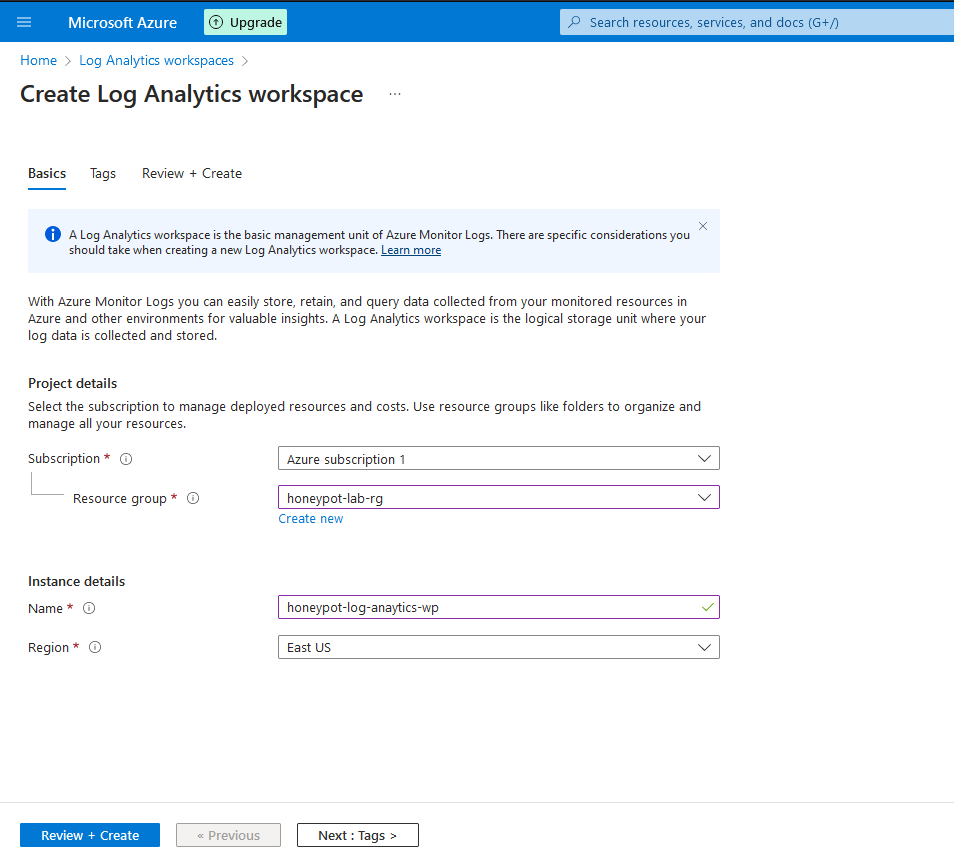 Microsoft Azure
Upgrade
Search resources, services, and docs (G+/)
Home > Log Analytics workspaces >
Create Log Analytics workspace ...
Basics
Tags
Review + Create
A Log Analytics workspace is the basic management unit of Azure Monitor Logs. There are specific considerations you
should take when creating a new Log Analytics workspace. Learn more
With Azure Monitor Logs you can easily store, retain, and query data collected from your monitored resources in
Azure and other environments for valuable insights. A Log Analytics workspace is the logical storage unit where your
log data is collected and stored.
Project details
Select the subscription to manage deployed resources and costs. Use resource groups like folders to organize and
manage all your resources.
Subscription *
Azure subscription 1
Resource group *
honeypot-lab-rg
Create new
Instance details
Name *
honeypot-log-anaytics-wp
Region *
East US
Review + Create
« Previous
Next : Tags >